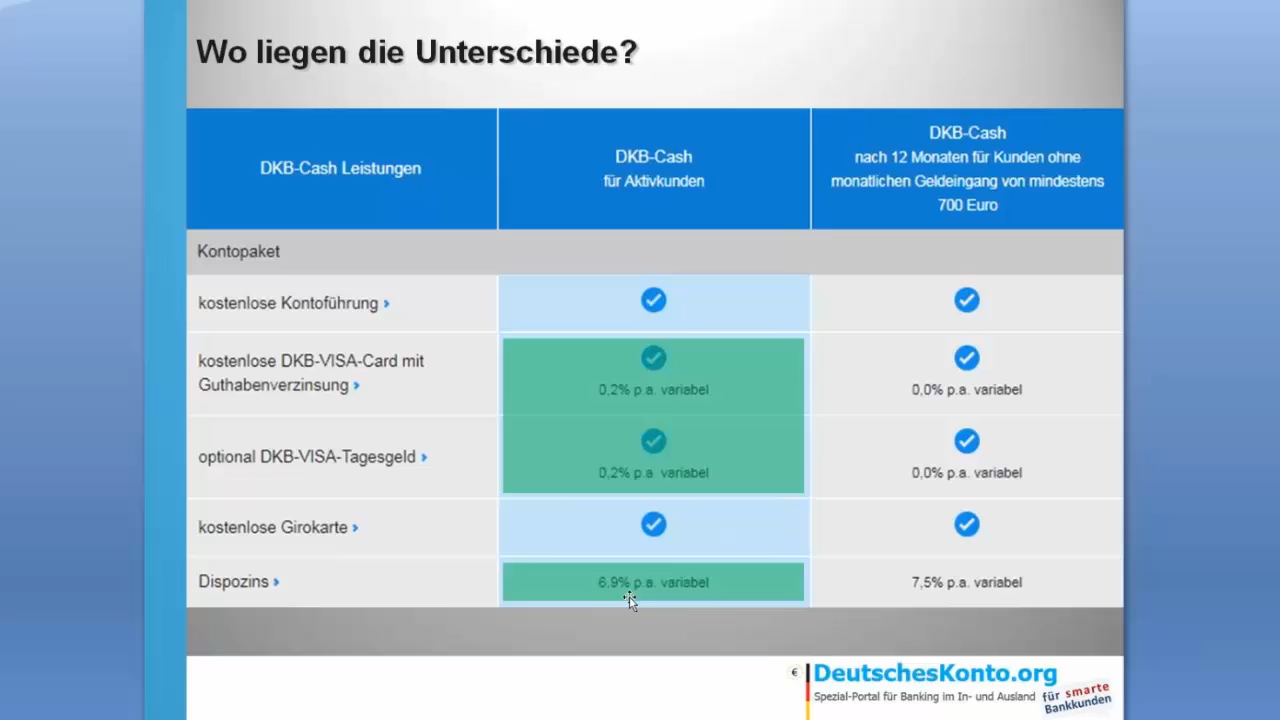 Wo liegen die Unterschiede?
DKB-Cash Leistungen
DKB-Cash
für Aktivkunden
DKB-Cash
nach 12 Monaten für Kunden ohne
monatlichen Geldeingang von mindestens
700 Euro
Kontopaket
kostenlose Kontoführung
kostenlose DKB-VISA-Card mit
Guthabenverzinsung
0,2% p.a. variabel
0,0% p.a. variabel
optional DKB-VISA-Tagesgeld
0,2% p.a. variabel
0,0% p.a. variabel
kostenlose Girokarte
Dispozins
6,9% p.a. variabel
7,5% p.a. variabel
€
DeutschesKonto.org
Spezial-Portal für Banking im In- und Ausland
für smarte
Bankkunden